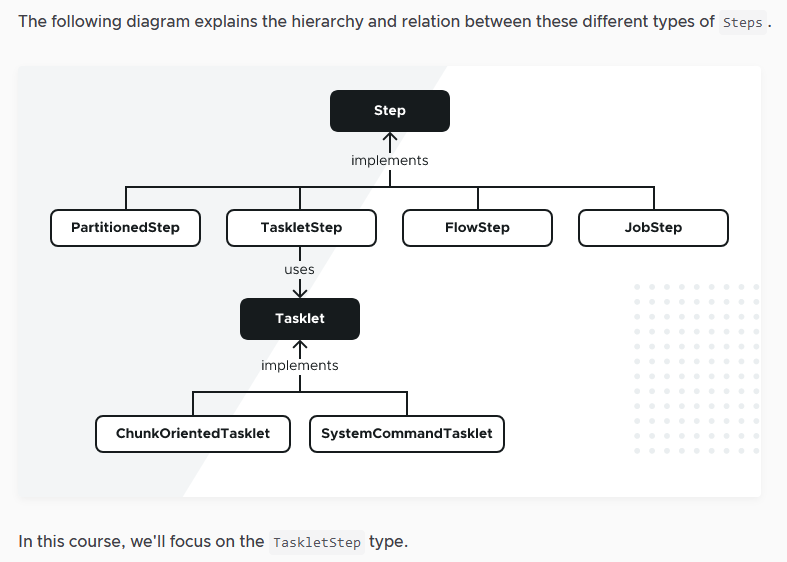 The following diagram explains the hierarchy and relation between these different types of Steps.
Step
implements
PartitionedStep TaskletStep FlowStep JobStep
uses
Tasklet
implements
ChunkOrientedTasklet SystemCommandTasklet
In this course, we'll focus on the TaskletStep type.